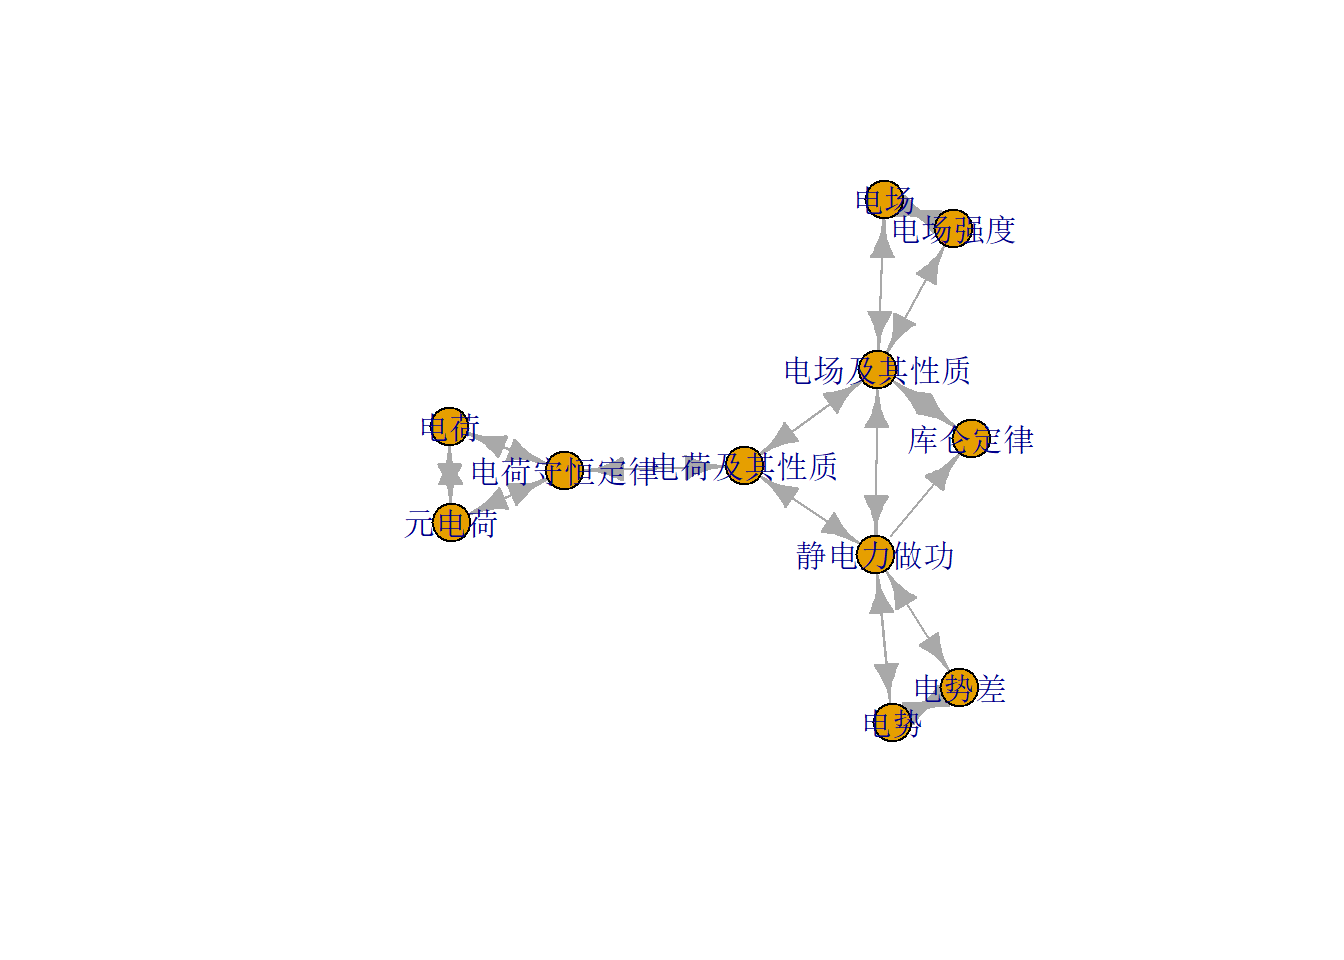 电场
电场强度
电场及其性质
电荷
库仑定律
电荷守恒定律
电荷及其性质
元电荷
静电力做功
电势差
电势